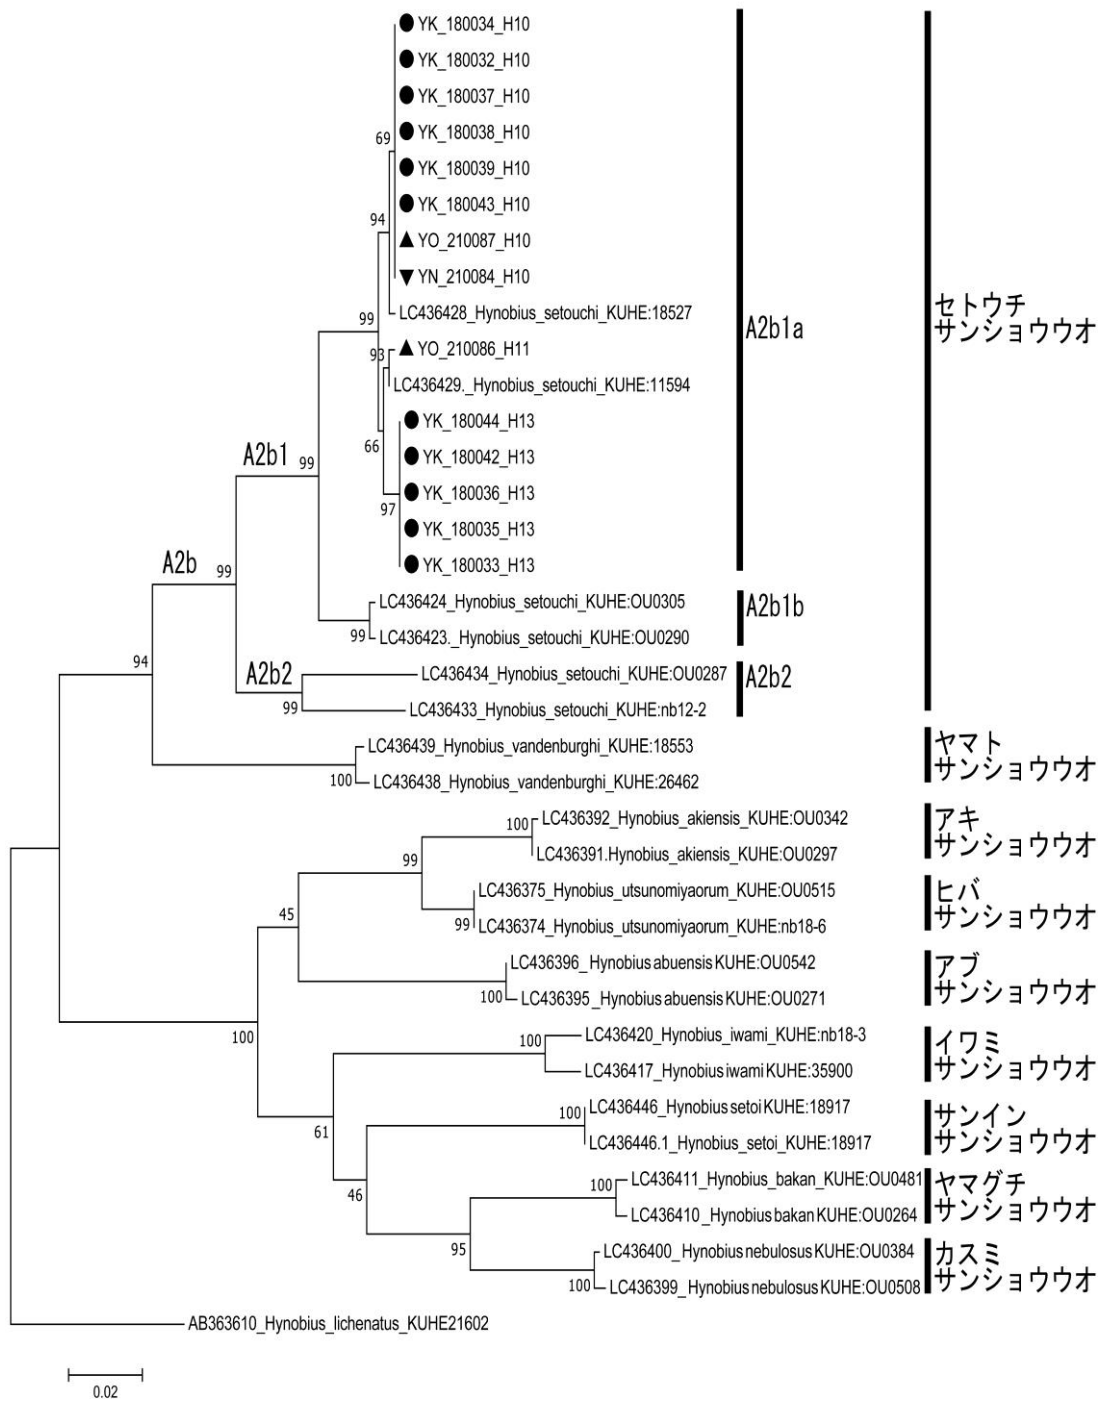 YK_180034_H10
YK_180032_H10
YK_180037_H10
YK_180038_H10
69
YK_180039_H10
YK_180043_H10
94
YO_210087_H10
YN_210084_H10
LC436428_Hynobius_setouchi_KUHE:18527
99
A2b1a
セトウチ
サンショウウオ
YO_210086_H11
93
LC436429._Hynobius_setouchi_KUHE:11594
YK_180044_H13
66
A2b1
99
YK_180042_H13
YK_180036_H13
97
YK_180035_H13
YK_180033_H13
A2b
99
LC436424_Hynobius_setouchi_KUHE:OU0305
A2b1b
99
LC436423._Hynobius_setouchi_KUHE:OU0290
94
A2b2
LC436434_Hynobius_setouchi_KUHE:OU0287
A2b2
99
LC436433_Hynobius_setouchi_KUHE:nb12-2
LC436439_Hynobius_vandenburghi_KUHE:18553
ヤマト
サンショウウオ
100
LC436438_Hynobius_vandenburghi_KUHE:26462
100
LC436392_Hynobius_akiensis_KUHE:OU0342
アキ
サンショウウオ
LC436391.Hynobius_akiensis_KUHE:OU0297
99
LC436375_Hynobius_utsunomiyaorum_KUHE:OU0515
ヒバ
サンショウウオ
99
LC436374_Hynobius_utsunomiyaorum_KUHE:nb18-6
45
LC436396_ Hynobius abuensis KUHE:OU0542
アブ
サンショウウオ
100
LC436395_Hynobius abuensis KUHE:OU0271
100
100
LC436420_Hynobius_iwami_KUHE:nb18-3
イワミ
サンショウウオ
LC436417_Hynobius iwami KUHE:35900
61
100
LC436446_Hynobius setoi KUHE:18917
サンイン
サンショウウオ
LC436446.1_Hynobius_setoi_KUHE:18917
46
100
LC436411_Hynobius_bakan_KUHE:OU0481
ヤマグチ
サンショウウオ
LC436410 _Hynobius bakan KUHE:OU0264
95
LC436400_ Hynobius nebulosus KUHE:OU0384
カスミ
サンショウウオ
100
LC436399_ Hynobius nebulosus KUHE:OU0508
AB363610_Hynobius_lichenatus_KUHE21602
0.02